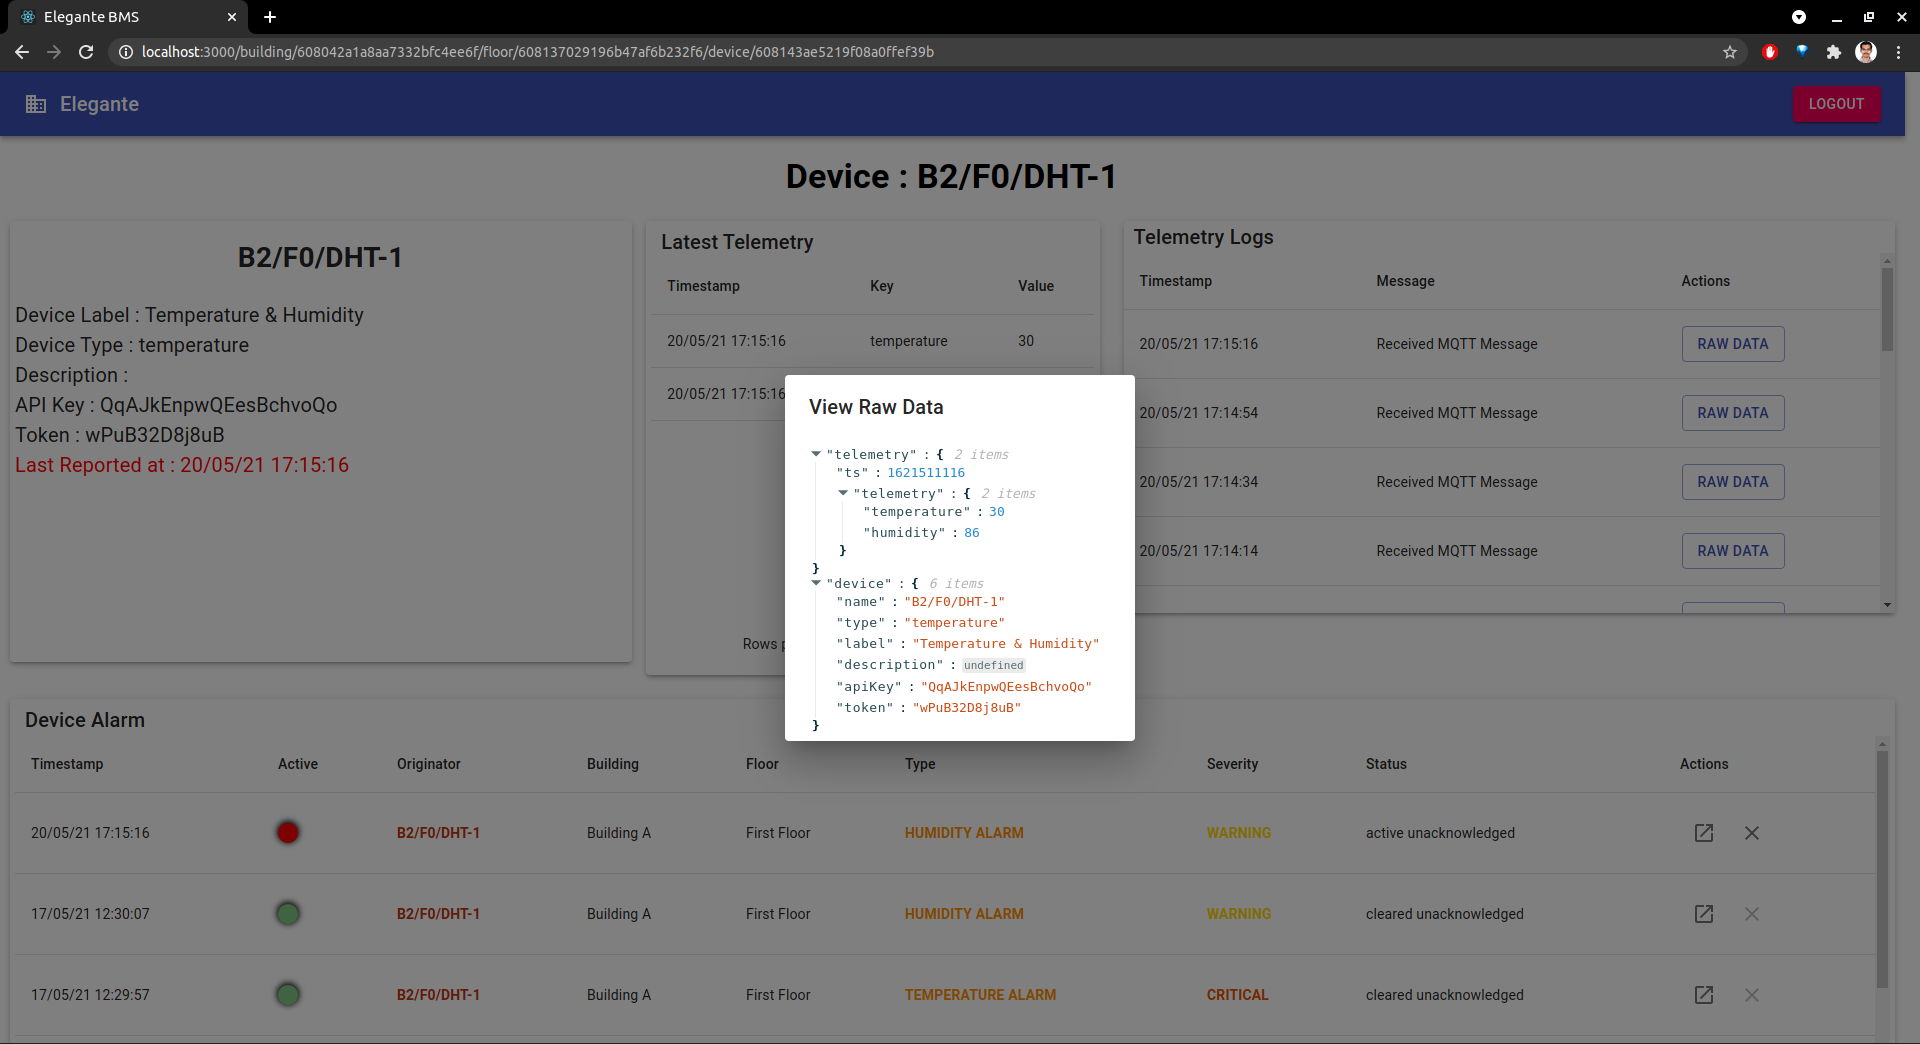 Elegante BMS
localhost:3000/building/608042a1a8aa7332bfc4ee6f/floor/608137029196b47af6b232f6/device/608143ae5219f08a0ffef39b
Elegante
LOGOUT
Device : B2/F0/DHT-1
B2/F0/DHT-1
Device Label : Temperature & Humidity
Device Type : temperature
Description :
API Key : QqAJkEnpwQEesBchvoQo
Token : wPuB32D8j8uB
Last Reported at : 20/05/21 17:15:16
Latest Telemetry
Timestamp Key Value
20/05/21 17:15:16 temperature 30
20/05/21 17:15:16
Rows
Telemetry Logs
Timestamp Message Actions
20/05/21 17:15:16 Received MQTT Message RAW DATA
20/05/21 17:14:54 Received MQTT Message RAW DATA
20/05/21 17:14:34 Received MQTT Message RAW DATA
20/05/21 17:14:14 Received MQTT Message RAW DATA
View Raw Data
"telemetry" : { 2 items
"ts" : 1621511116
"telemetry" : { 2 items
"temperature" : 30
"humidity" : 86
}
}
"device" : { 6 items
"name" : "B2/F0/DHT-1"
"type" : "temperature"
"label" : "Temperature & Humidity"
"description" : undefined
"apiKey" : "QqAJkEnpwQEesBchvoQo"
"token" : "wPuB32D8j8uB"
}
Device Alarm
Timestamp Active Originator Building Floor Type Severity Status Actions
20/05/21 17:15:16 B2/F0/DHT-1 Building A First Floor HUMIDITY ALARM WARNING active unacknowledged
17/05/21 12:30:07 B2/F0/DHT-1 Building A First Floor HUMIDITY ALARM WARNING cleared unacknowledged
17/05/21 12:29:57 B2/F0/DHT-1 Building A First Floor TEMPERATURE ALARM CRITICAL cleared unacknowledged